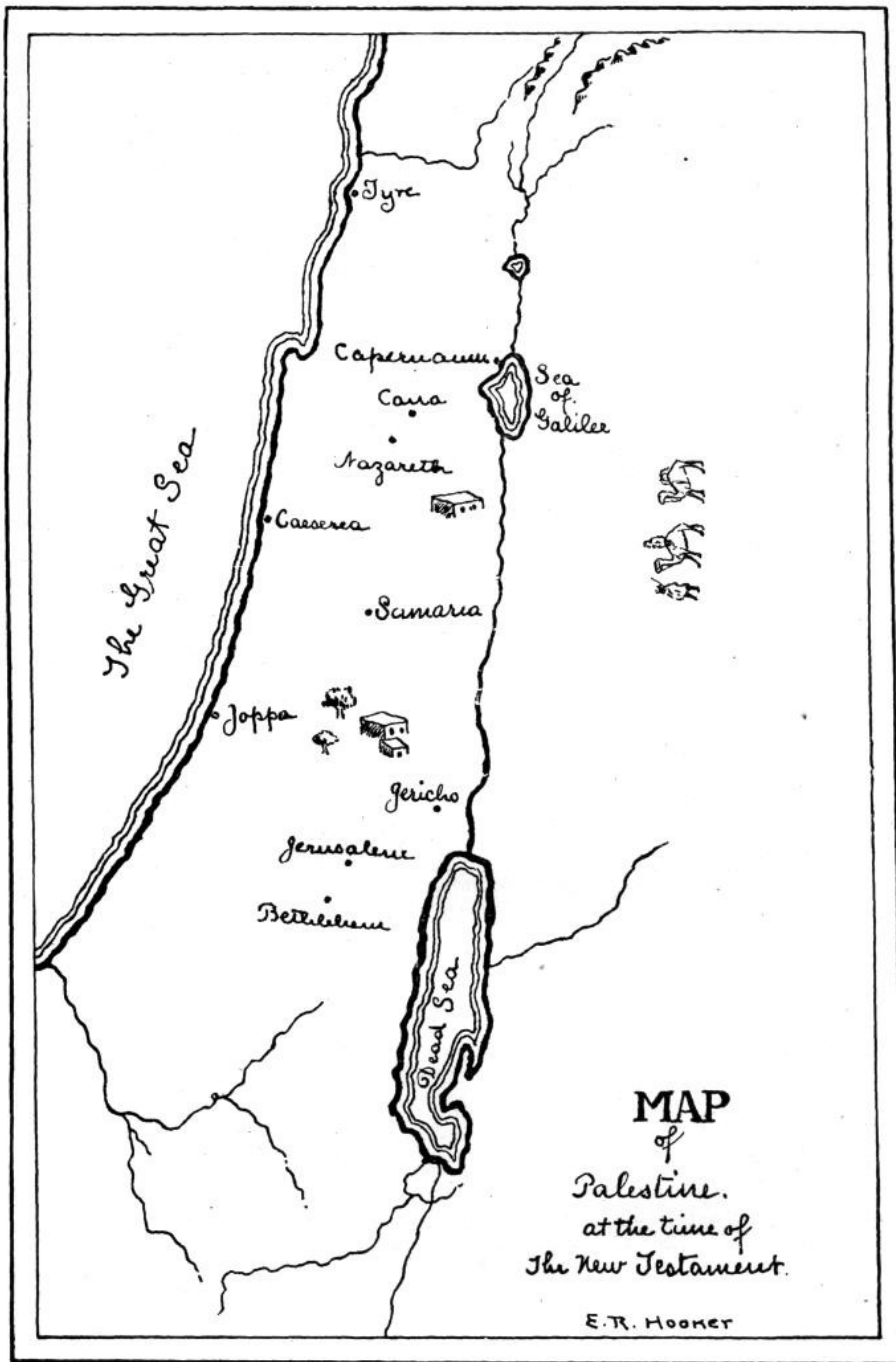 Tyre
Capernaum
Sea
of
Galilee
Cana
Nazareth
The Great Sea
Caeserea
Samaria
Joppa
Jericho
Jerusalem
Bethlehem
Dead Sea
MAP
of
Palestine.
at the time of
The New Testament.
E. R. HOOKER